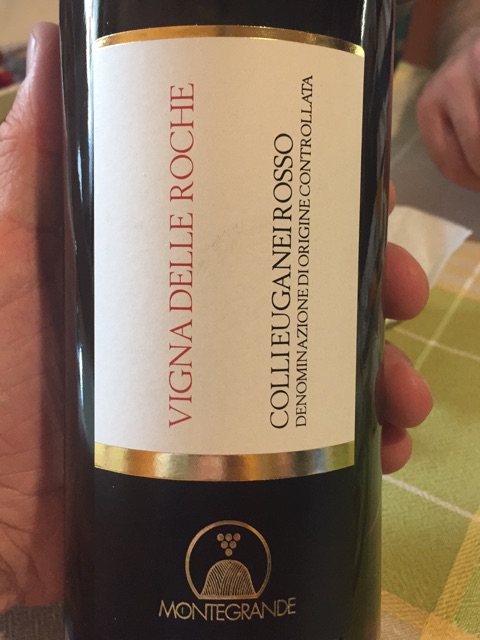 VIGNA DELLE ROCHE
COLLI EUGANEI ROSSO
DENOMINAZIONE DI ORIGINE CONTROLLATA
MONTEGRANDE